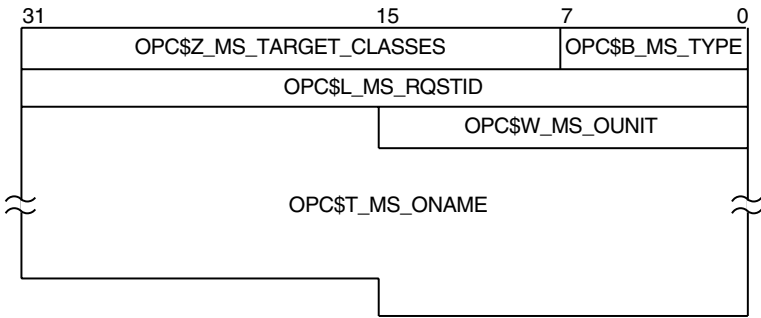 31 15 7 0
OPC$Z_MS_TARGET_CLASSES OPC$B_MS_TYPE
OPC$L_MS_RQSTID
OPC$W_MS_OUNIT
OPC$T_MS_ONAME